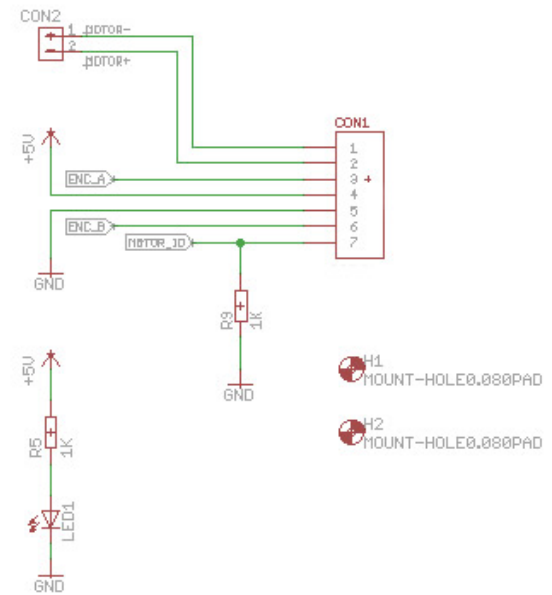 CON2
1 MOTOR-
2 MOTOR+
CON1
1
2
3
4
5
6
7
+5V
ENC_A
ENC_B
MOTOR_ID
GND
R9
1K
GND
+5V
R5
1K
LED1
GND
H1
MOUNT-HOLE0.080PAD
H2
MOUNT-HOLE0.080PAD